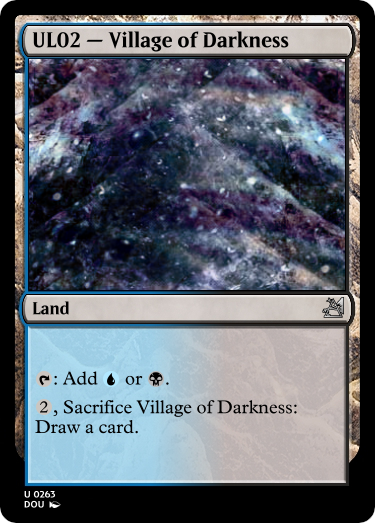 UL02 — Village of Darkness
Land
: Add or .
2, Sacrifice Village of Darkness:
Draw a card.
U 0263
DOU